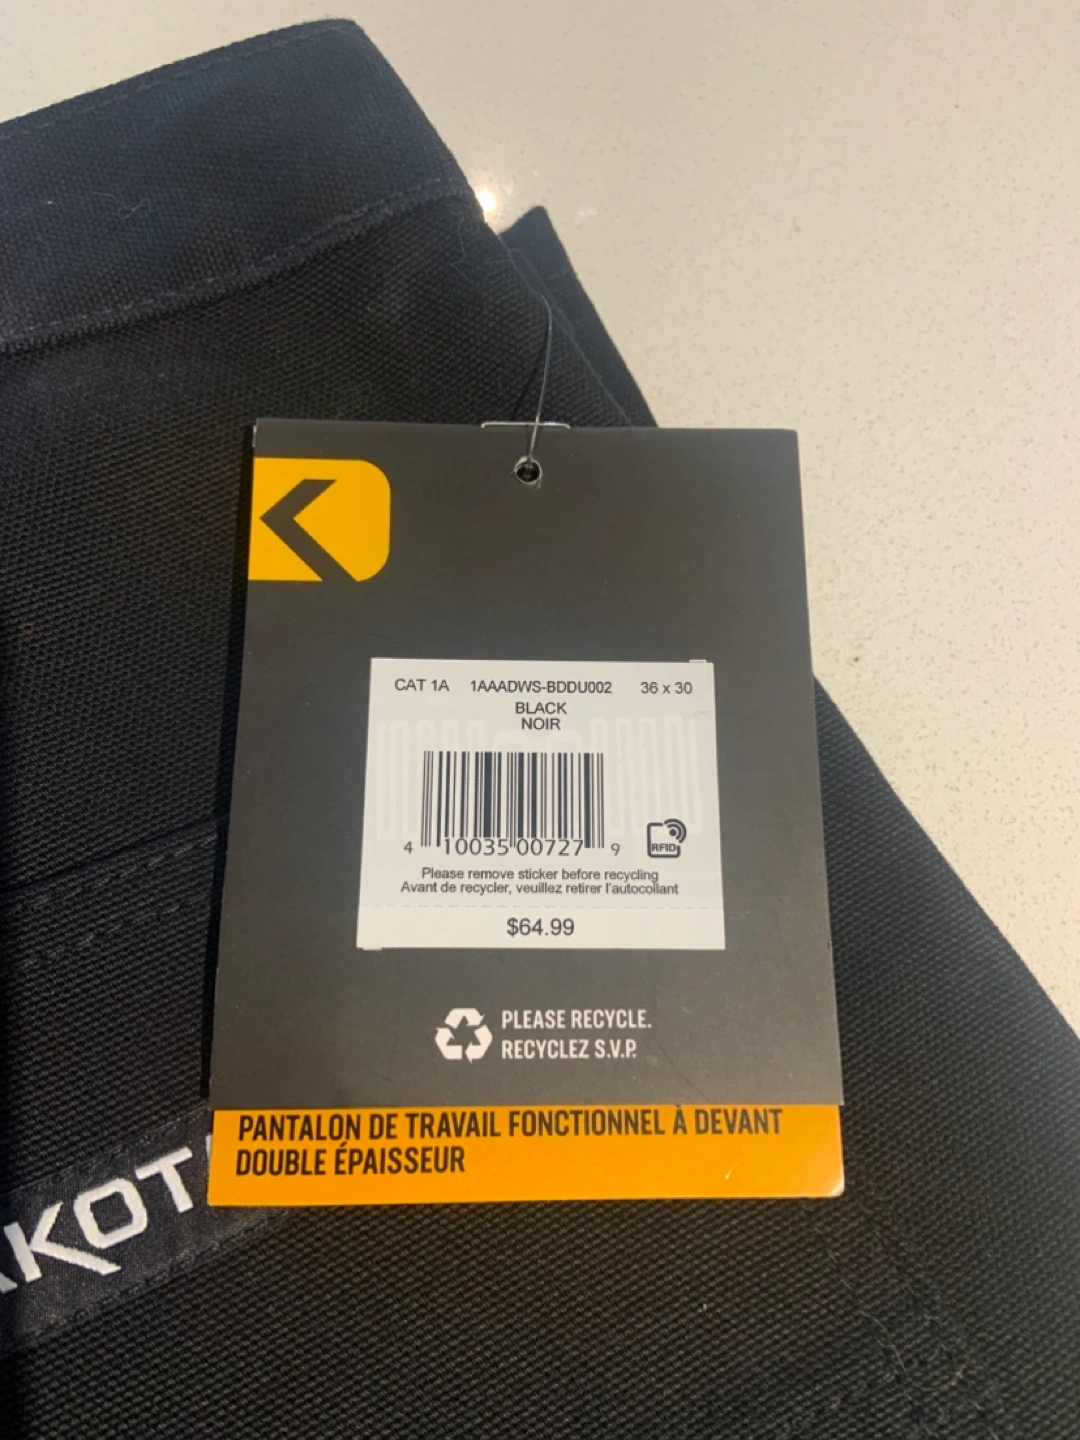 CAT 1A 1AAADWS-BDDU002 36 x 30
BLACK
NOIR
4 10035 00727 9
RFID
Please remove sticker before recycling
Avant de recycler, veuillez retirer l'autocollant
$64.99
PLEASE RECYCLE.
RECYCLEZ S.V.P.
PANTALON DE TRAVAIL FONCTIONNEL À DEVANT
DOUBLE ÉPAISSEUR
AKOT